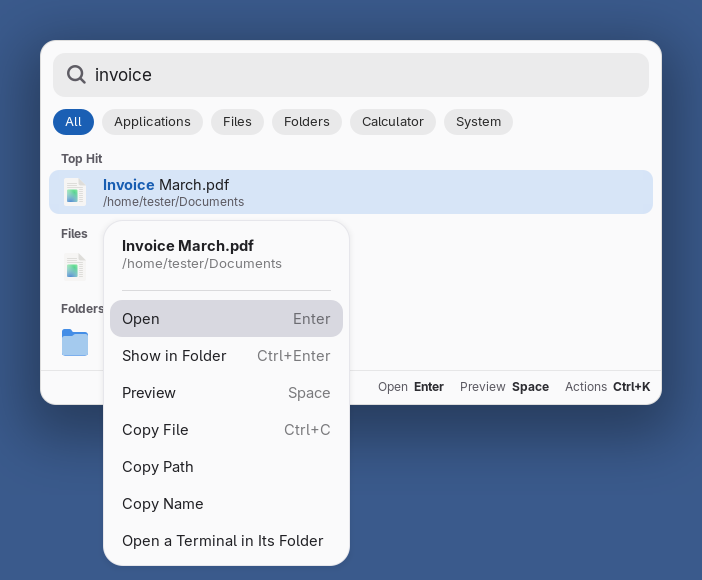 invoice
All Applications Files Folders Calculator System
Top Hit
Invoice March.pdf
/home/tester/Documents
Files
Folders
Invoice March.pdf
/home/tester/Documents
Open Enter
Show in Folder Ctrl+Enter
Preview Space
Copy File Ctrl+C
Copy Path
Copy Name
Open a Terminal in Its Folder
Open Enter Preview Space Actions Ctrl+K